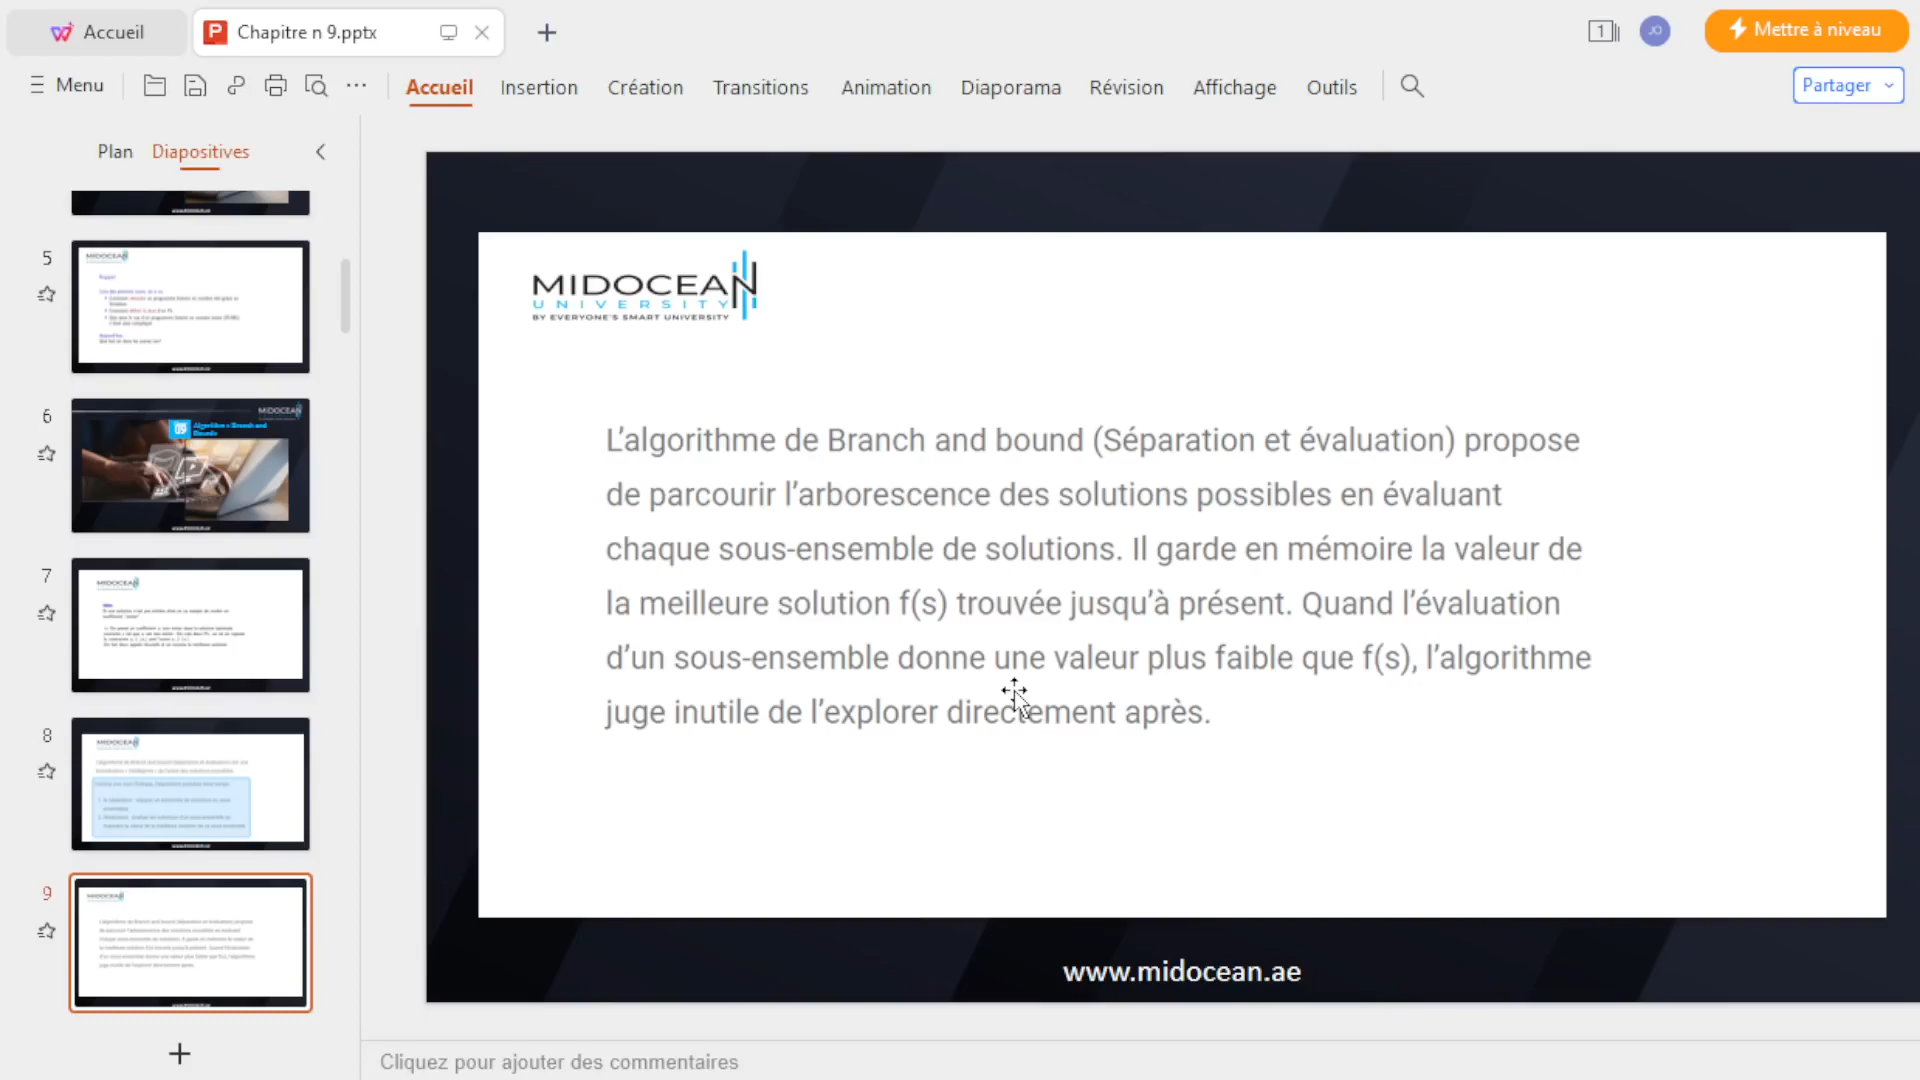 Accueil
Chapitre n 9.pptx
Mettre à niveau
Menu
Accueil
Insertion
Création
Transitions
Animation
Diaporama
Révision
Affichage
Outils
Partager
Plan
Diapositives
5
6
7
8
9
MIDOCEAN
UNIVERSITY
BY EVERYONE'S SMART UNIVERSITY
L’algorithme de Branch and bound (Séparation et évaluation) propose
de parcourir l’arborescence des solutions possibles en évaluant
chaque sous-ensemble de solutions. Il garde en mémoire la valeur de
la meilleure solution f(s) trouvée jusqu’à présent. Quand l’évaluation
d’un sous-ensemble donne une valeur plus faible que f(s), l’algorithme
juge inutile de l’explorer directement après.
www.midocean.ae
Cliquez pour ajouter des commentaires